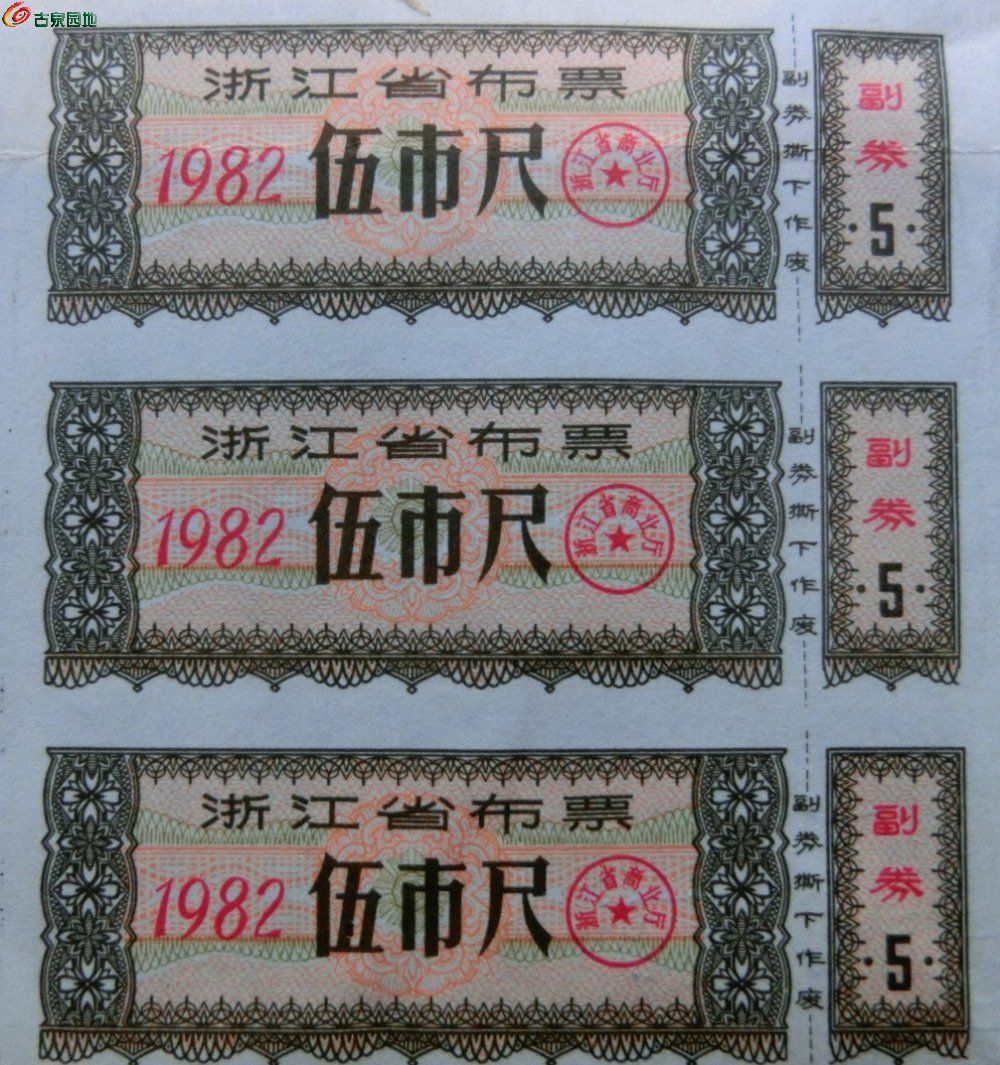 古泉园地
浙江省布票
1982 伍市尺
浙江省商业厅
副券撕下作废
副券
5
浙江省布票
1982 伍市尺
浙江省商业厅
副券撕下作废
副券
5
浙江省布票
1982 伍市尺
浙江省商业厅
副券撕下作废
副券
5